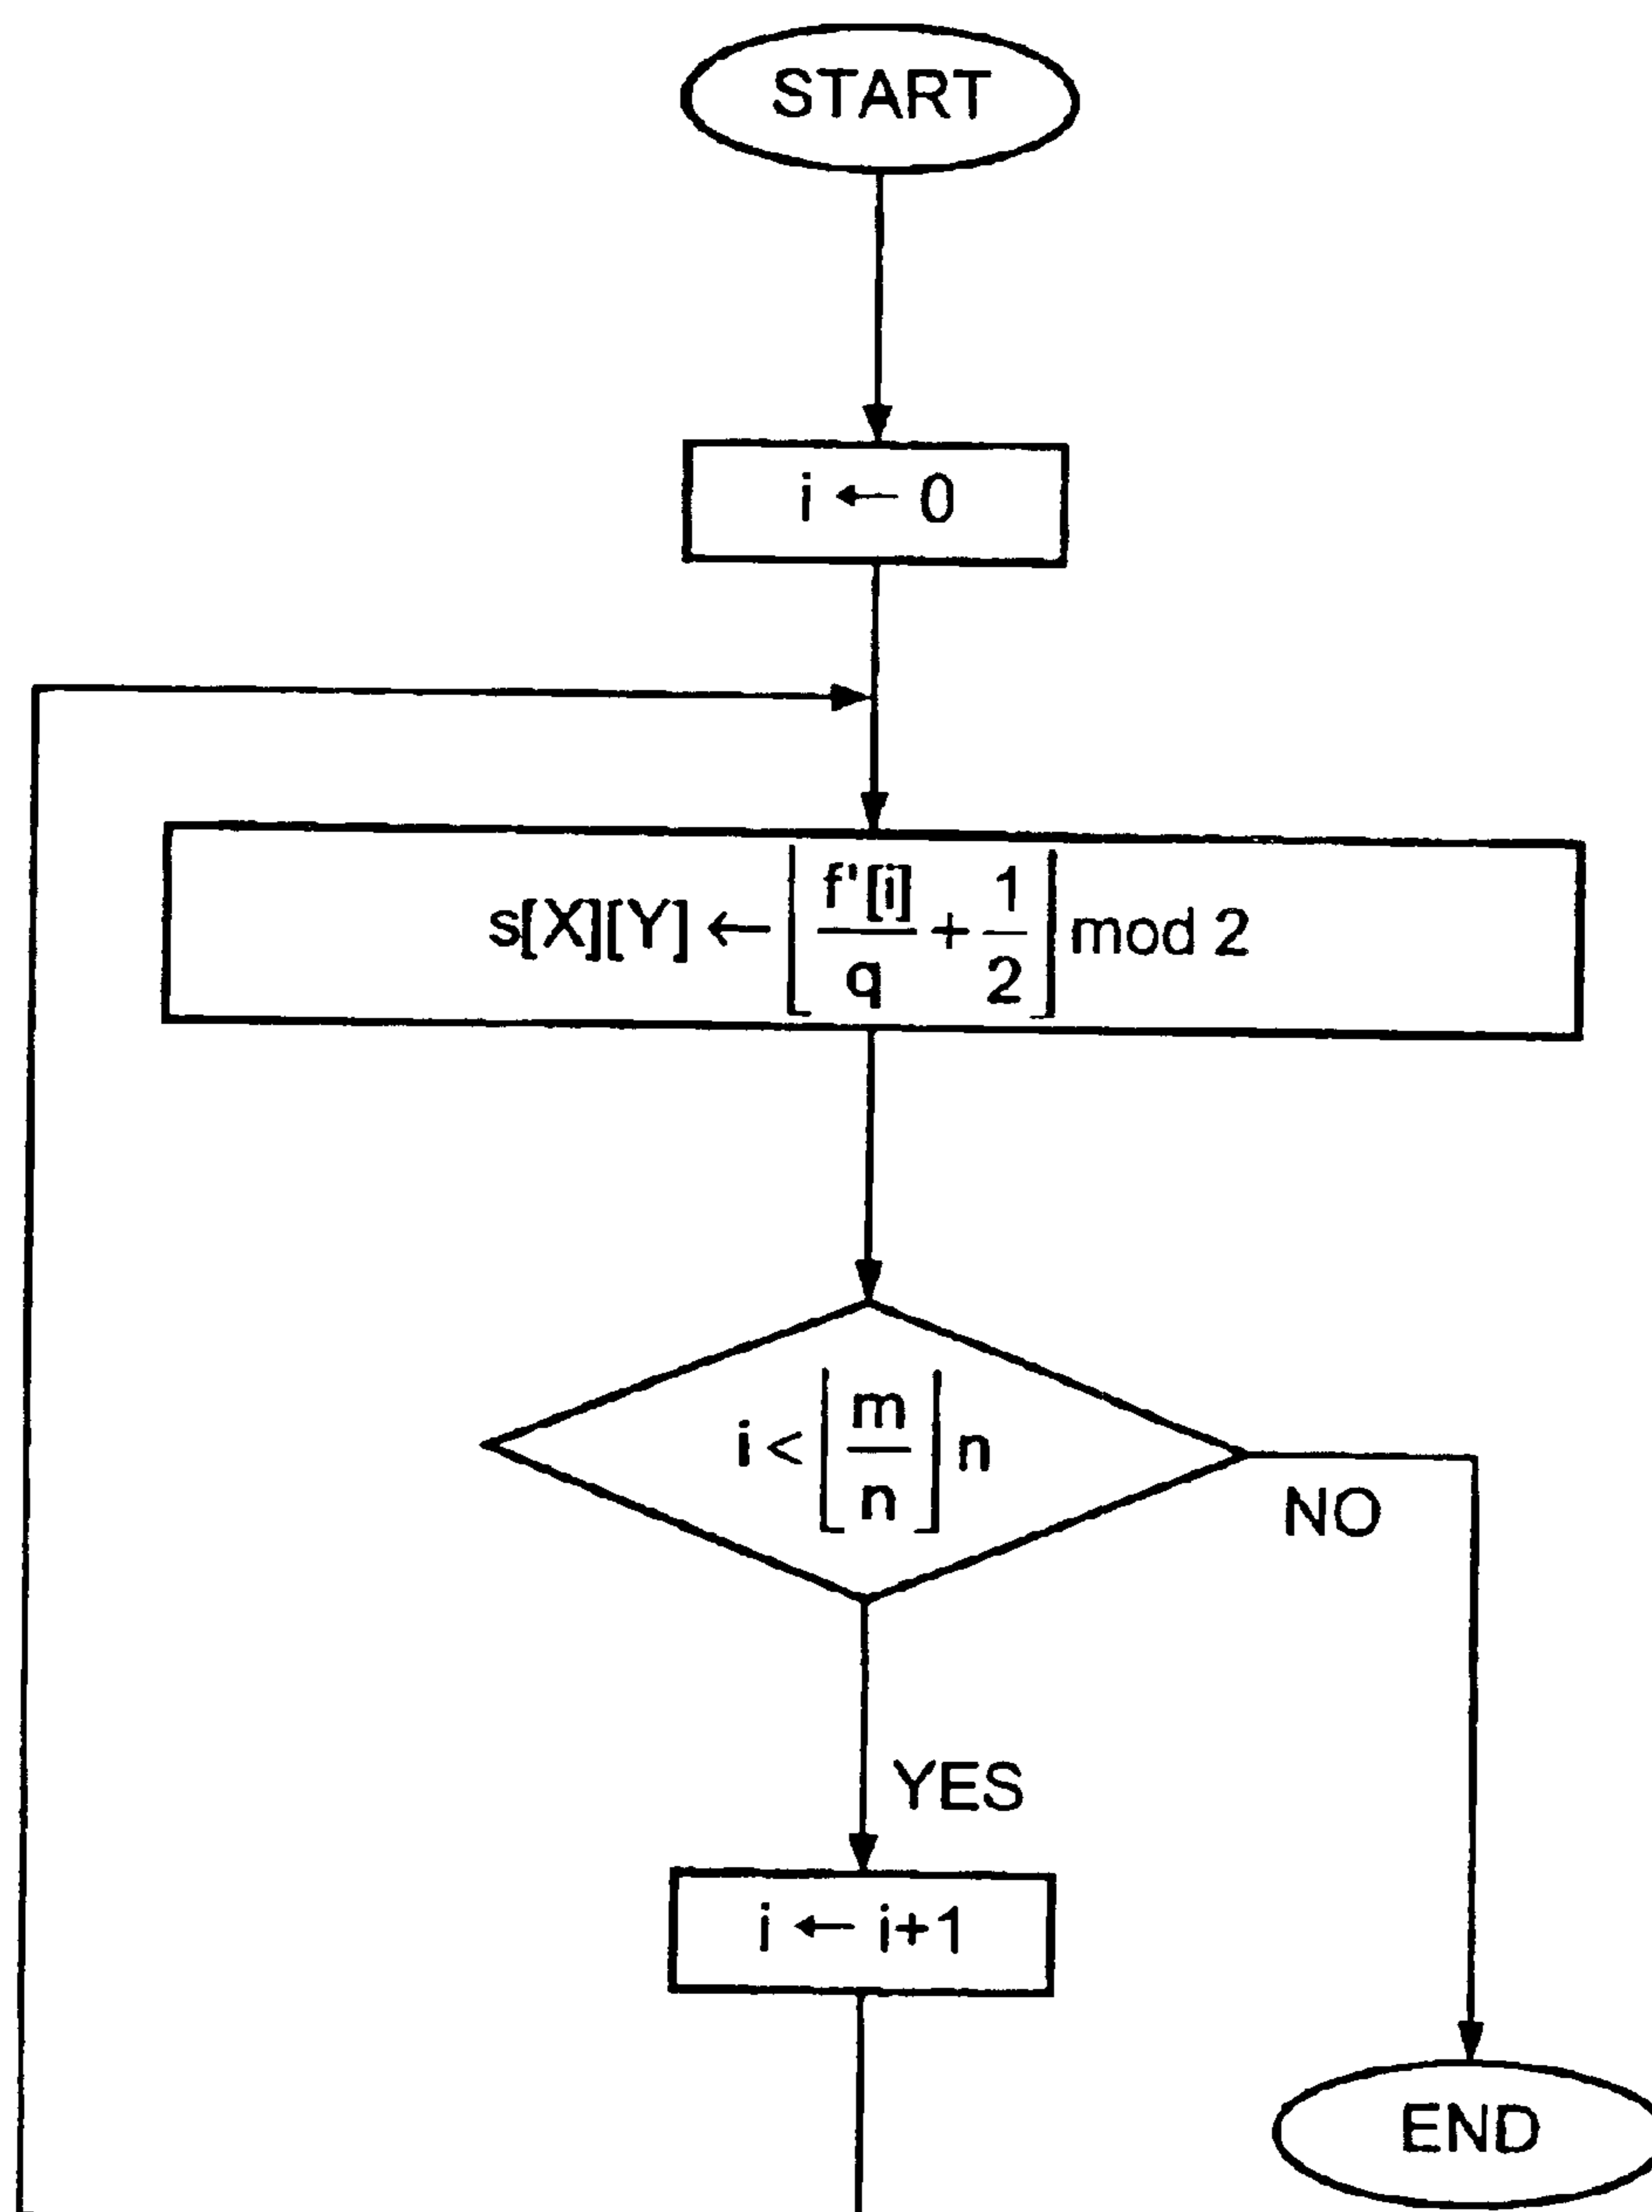 START
i ← 0
s[X][Y] ← ⌊ f'[i]/q + 1/2 ⌋ mod 2
i < ⌊ m/n ⌋ n
NO
YES
i ← i+1
END